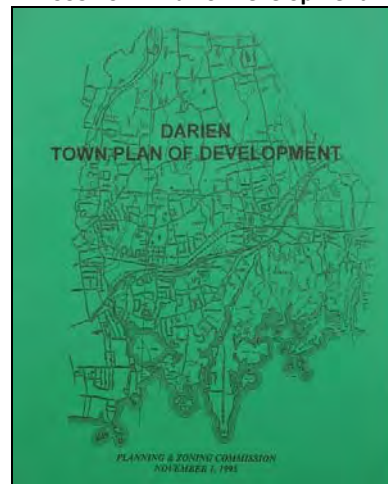 DARIEN
TOWN PLAN OF DEVELOPMENT
PLANNING & ZONING COMMISSION
NOVEMBER 1, 1995